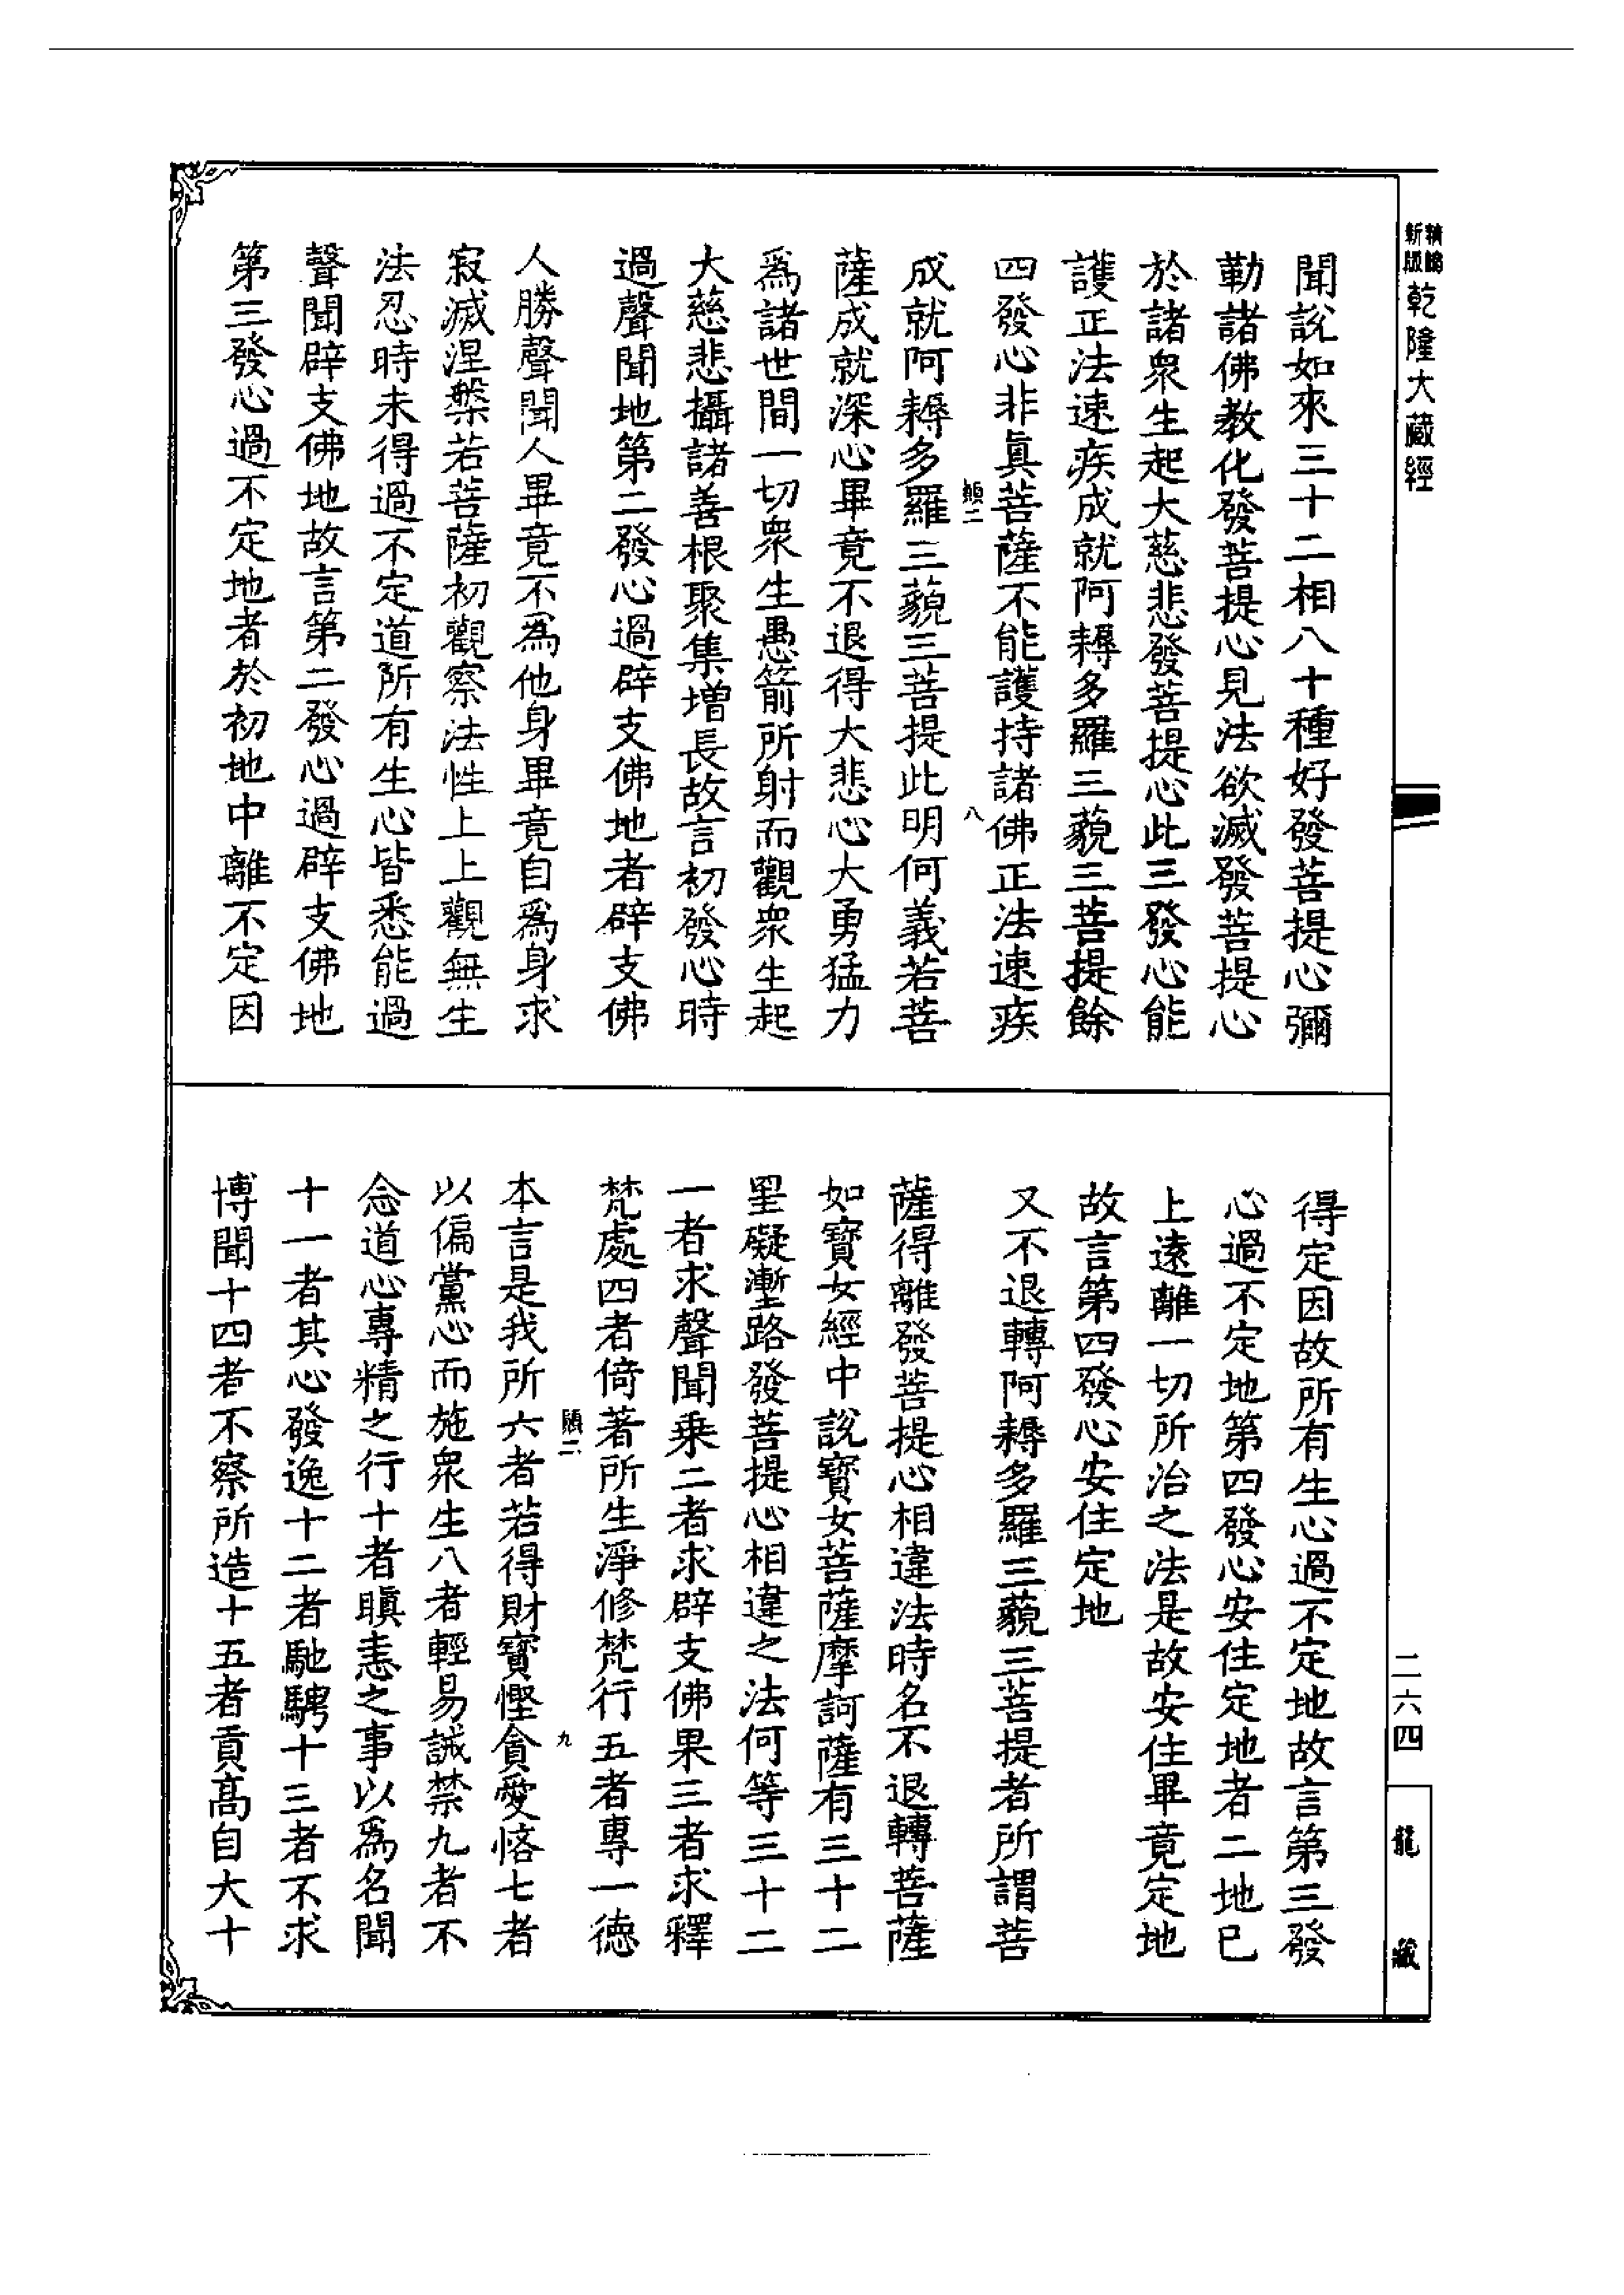 新版
乾隆大藏經
聞說如來三十二相八十種好發菩提心彌
勒諸佛教化發菩提心見法欲滅發菩提心
於諸眾生起大慈悲發菩提心此三發心能
護正法速疾成就阿耨多羅三藐三菩提餘
四發心非眞菩薩不能護持諸佛正法速疾
八
成就阿耨多羅三藐三菩提此明何義若菩
薩成就深心畢竟不退得大悲心大勇猛力
爲諸世間一切眾生愚箭所射而觀眾生起
大慈悲攝諸善根聚集增長故言初發心時
過聲聞地第二發心過辟支佛地者辟支佛
人勝聲聞人畢竟不爲他身畢竟自爲身求
寂滅涅槃若菩薩初觀察法性上上觀無生
法忍時未得過不定道所有生心皆悉能過
聲聞辟支佛地故言第二發心過辟支佛地
第三發心過不定地者於初地中離不定因
得定因故所有生心過不定地故言第三發
心過不定地第四發心安住定地者二地已
上遠離一切所治之法是故安住畢竟定地
故言第四發心安住定地
又不退轉阿耨多羅三藐三菩提者所謂菩
薩得離發菩提心相違法時名不退轉菩薩
如寶女經中說寶女菩薩摩訶薩有三十二
罣礙壍路發菩提心相違之法何等三十二
一者求聲聞乘二者求辟支佛果三者求釋
梵處四者倚著所生淨修梵行五者專一德
九
本言是我所六者若得財寶慳貪愛悋七者
以偏黨心而施眾生八者輕易誡禁九者不
念道心專精之行十者瞋恚之事以爲名聞
十一者其心發逸十二者馳騁十三者不求
博聞十四者不察所造十五者貢高自大十
二六四
龍藏